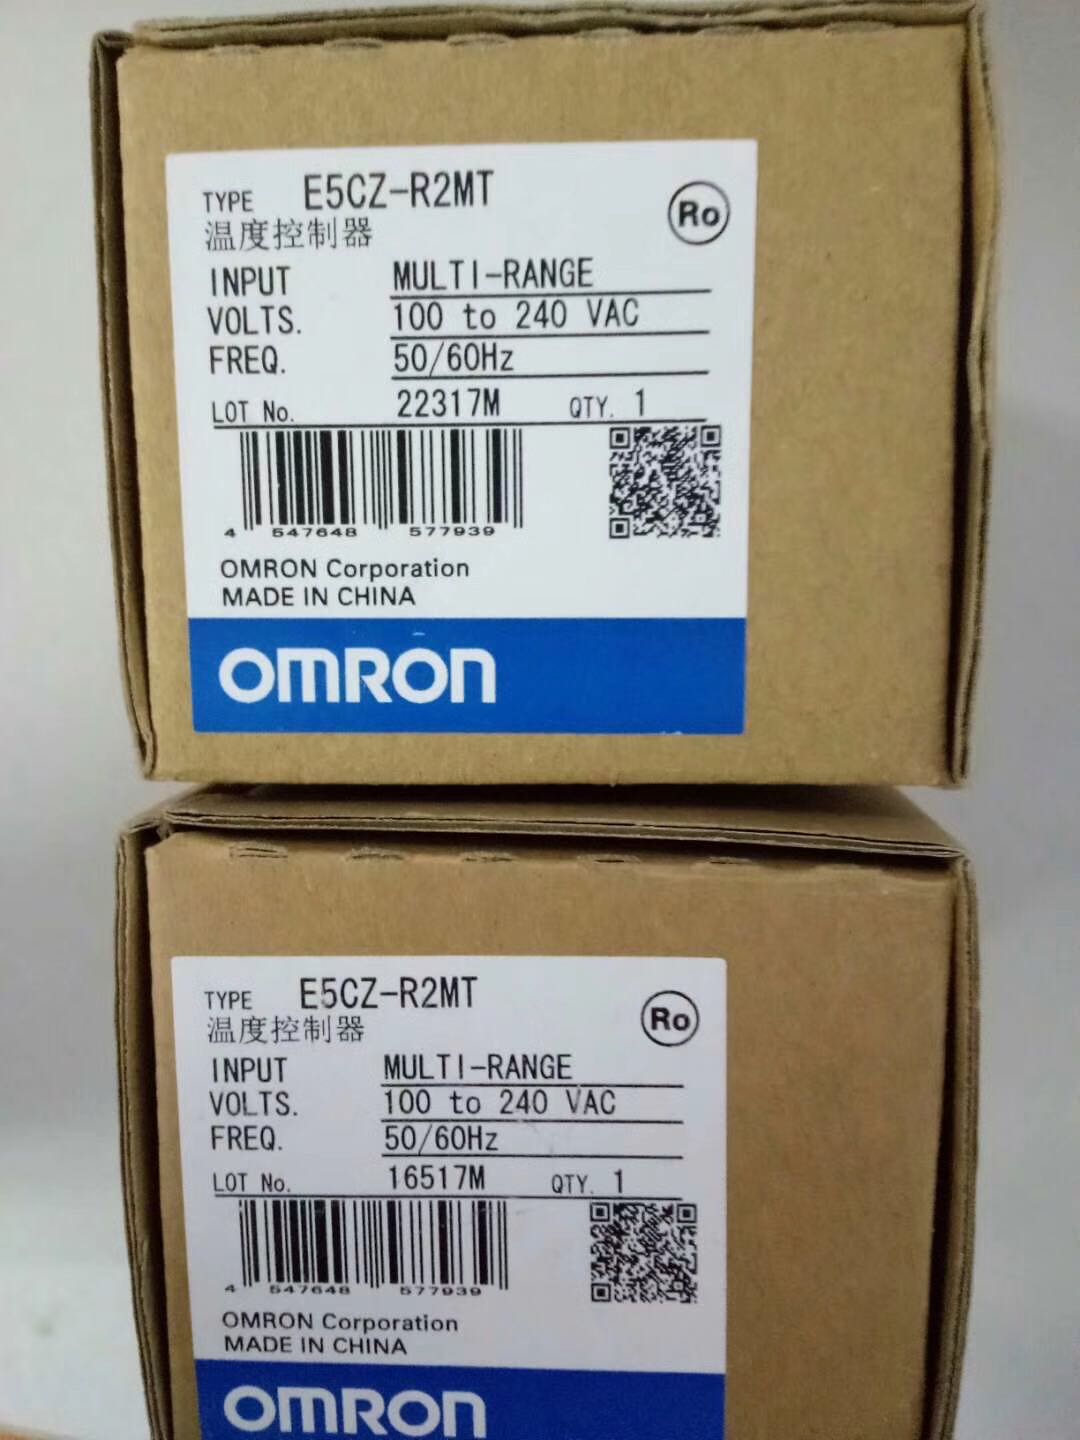 TYPE E5CZ-R2MT
Ro
温度控制器
INPUT MULTI-RANGE
VOLTS. 100 to 240 VAC
FREQ. 50/60Hz
LOT No. 22317M QTY. 1
4 547648 577939
OMRON Corporation
MADE IN CHINA
OMRON
TYPE E5CZ-R2MT
Ro
温度控制器
INPUT MULTI-RANGE
VOLTS. 100 to 240 VAC
FREQ. 50/60Hz
LOT No. 16517M QTY. 1
4 547648 577939
OMRON Corporation
MADE IN CHINA
OMRON